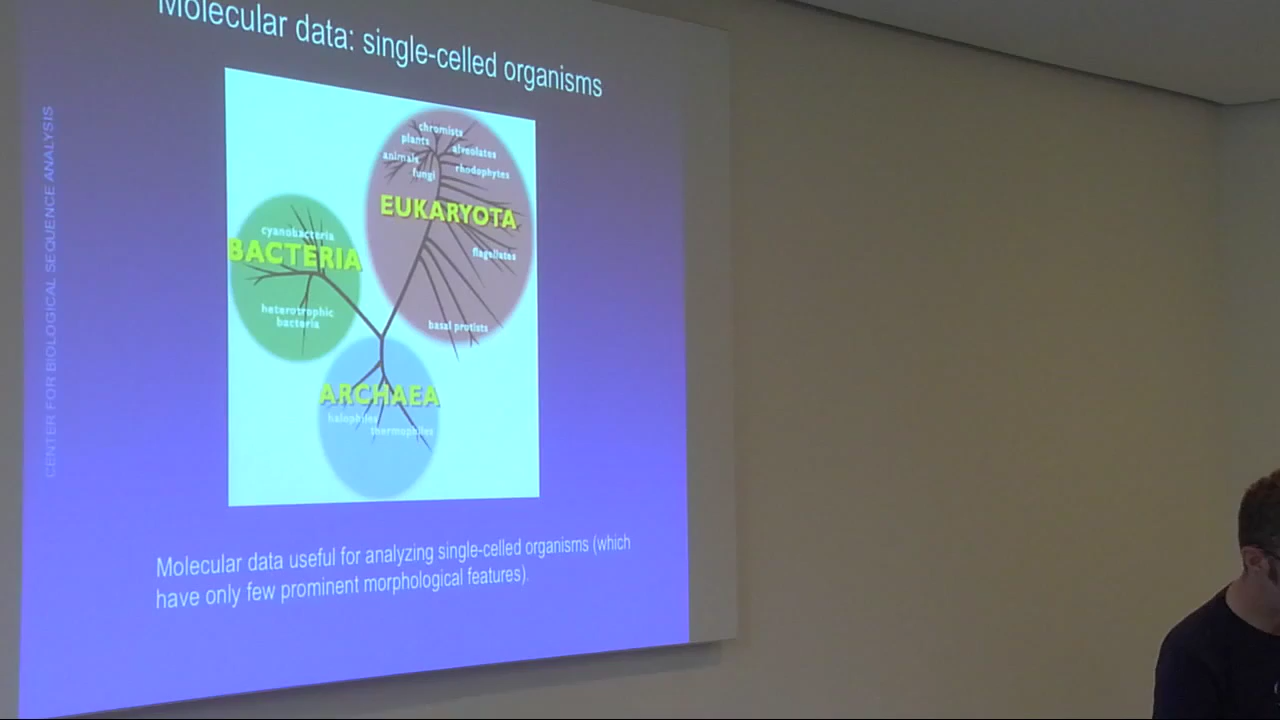 Molecular data: single-celled organisms
CENTER FOR BIOLOGICAL SEQUENCE ANALYSIS
chromista
plants
alveolates
animals
rhodophytes
fungi
EUKARYOTA
cyanobacteria
BACTERIA
flagellates
heterotrophic
bacteria
basal protists
ARCHAEA
halophiles
thermophiles
Molecular data useful for analyzing single-celled organisms (which
have only few prominent morphological features).